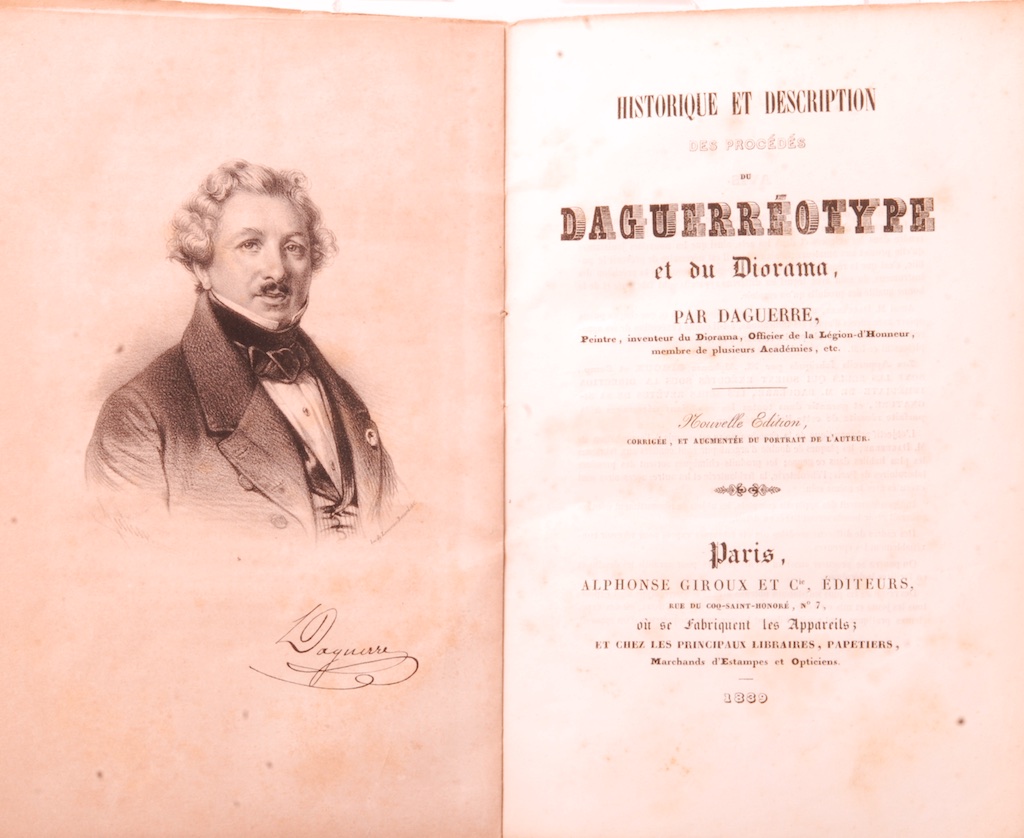 Daguerre
HISTORIQUE ET DESCRIPTION
DES PROCÉDÉS
DU
DAGUERRÉOTYPE
et du Diorama,
PAR DAGUERRE,
Peintre, inventeur du Diorama, Officier de la Légion-d'Honneur,
membre de plusieurs Académies, etc.
Nouvelle Edition,
CORRIGÉE, ET AUGMENTÉE DU PORTRAIT DE L'AUTEUR.
Paris,
ALPHONSE GIROUX ET Cie, ÉDITEURS,
RUE DU COQ-SAINT-HONORÉ, No 7,
où se Fabriquent les Appareils;
ET CHEZ LES PRINCIPAUX LIBRAIRES, PAPETIERS,
Marchands d'Estampes et Opticiens.
1839